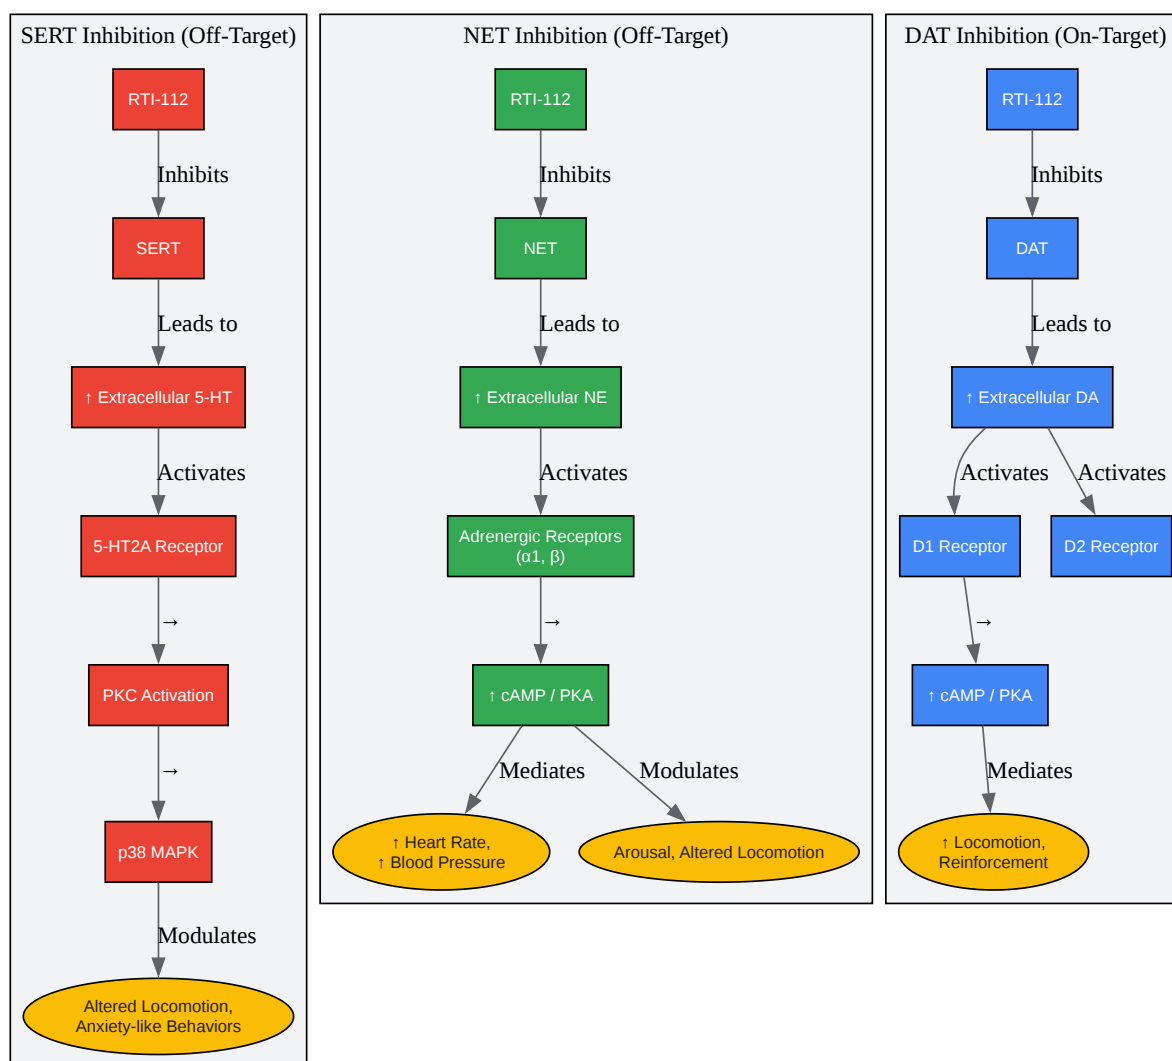 SERT Inhibition (Off-Target)
RTI-112
Inhibits
SERT
Leads to
↑ Extracellular 5-HT
Activates
5-HT2A Receptor
→
PKC Activation
→
p38 MAPK
Modulates
Altered Locomotion,
Anxiety-like Behaviors
NET Inhibition (Off-Target)
RTI-112
Inhibits
NET
Leads to
↑ Extracellular NE
Activates
Adrenergic Receptors
(α1, β)
→
↑ cAMP / PKA
Mediates
Modulates
↑ Heart Rate,
↑ Blood Pressure
Arousal, Altered Locomotion
DAT Inhibition (On-Target)
RTI-112
Inhibits
DAT
Leads to
↑ Extracellular DA
Activates
Activates
D1 Receptor
D2 Receptor
→
↑ cAMP / PKA
Mediates
↑ Locomotion,
Reinforcement